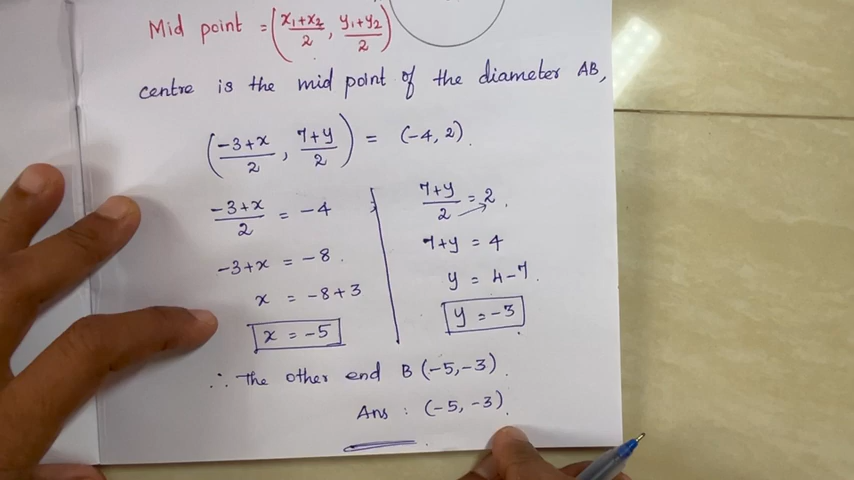 Mid point = (x₁+x₂/2, y₁+y₂/2)
centre is the mid point of the diameter AB,
(-3+x/2, 7+y/2) = (-4, 2).
-3+x/2 = -4
-3+x = -8.
x = -8+3
x = -5
7+y/2 = 2.
7+y = 4
y = 4-7.
y = -3
∴ The other end B (-5,-3).
Ans : (-5, -3).